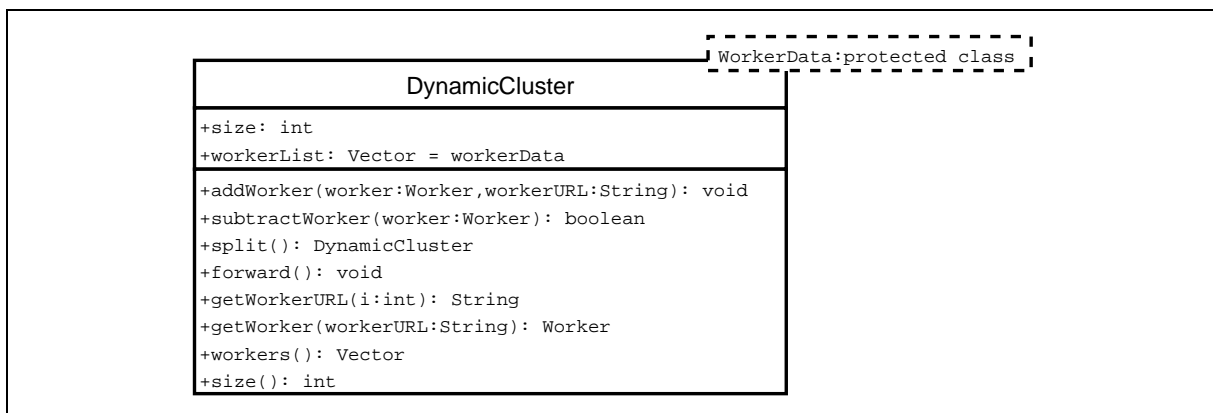 WorkerData:protected class
DynamicCluster
+size: int
+workerList: Vector = workerData
+addWorker(worker:Worker,workerURL:String): void
+subtractWorker(worker:Worker): boolean
+split(): DynamicCluster
+forward(): void
+getWorkerURL(i:int): String
+getWorker(workerURL:String): Worker
+workers(): Vector
+size(): int